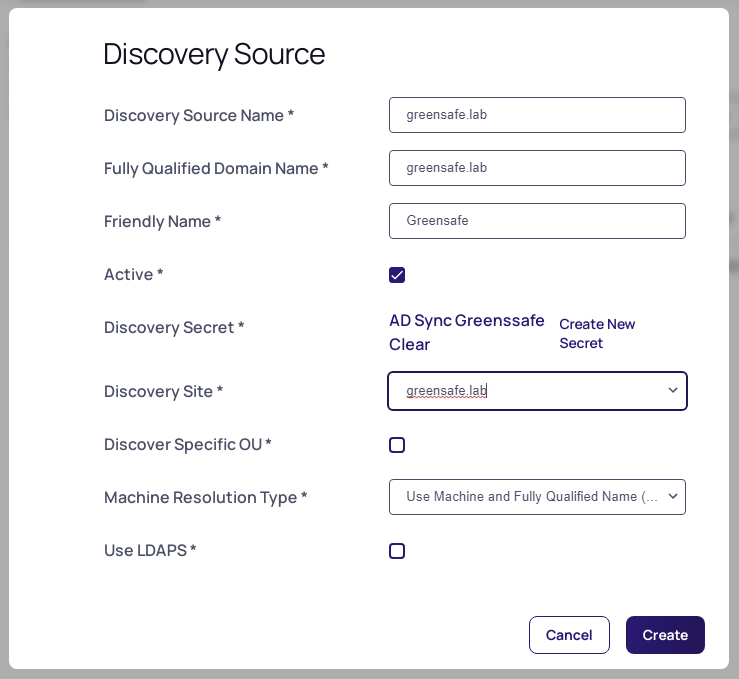 Discovery Source
Discovery Source Name * greensafe.lab
Fully Qualified Domain Name * greensafe.lab
Friendly Name * Greensafe
Active *
Discovery Secret * AD Sync Greenssafe Create New
Clear Secret
Discovery Site * greensafe.lab
Discover Specific OU *
Machine Resolution Type * Use Machine and Fully Qualified Name (...
Use LDAPS *
Cancel Create